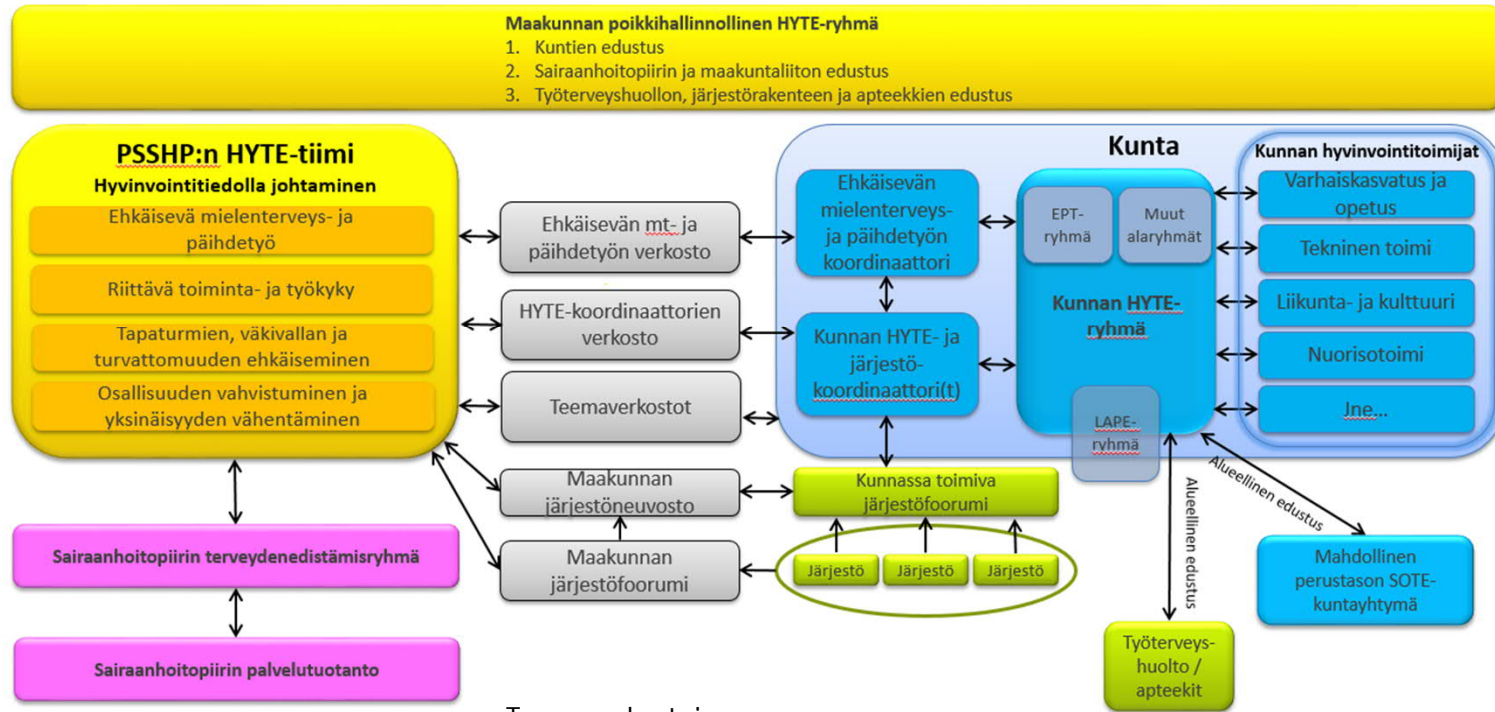 Maakunnan poikkihallinnollinen HYTE-ryhmä
1. Kuntien edustus
2. Sairaanhoitopiirin ja maakuntaliiton edustus
3. Työterveyshuollon, järjestörakenteen ja apteekkien edustus
PSSHP:n HYTE-tiimi
Hyvinvointitiedolla johtaminen
Ehkäisevä mielenterveys- ja
päihdetyö
Riittävä toiminta- ja työkyky
Tapaturmien, väkivallan ja
turvattomuuden ehkäiseminen
Osallisuuden vahvistuminen ja
yksinäisyyden vähentäminen
Sairaanhoitopiirin terveydenedistämisryhmä
Sairaanhoitopiirin palvelutuotanto
Ehkäisevän mt- ja
päihdetyön verkosto
HYTE-koordinaattorien
verkosto
Teemaverkostot
Maakunnan
järjestöneuvosto
Maakunnan
järjestöfoorumi
Kunta
Ehkäisevän
mielenterveys-
ja päihdetyön
koordinaattori
Kunnan HYTE- ja
järjestö-
koordinaattori(t)
EPT-
ryhmä
Muut
alaryhmät
Kunnan HYTE-
ryhmä
LAPE-
ryhmä
Kunnan hyvinvointitoimijat
Varhaiskasvatus ja
opetus
Tekninen toimi
Liikunta- ja kulttuuri
Nuorisotoimi
Jne...
Kunnassa toimiva
järjestöfoorumi
Järjestö
Järjestö
Järjestö
Alueellinen edustus
Alueellinen edustus
Työterveys-
huolto /
apteekit
Mahdollinen
perustason SOTE-
kuntayhtymä